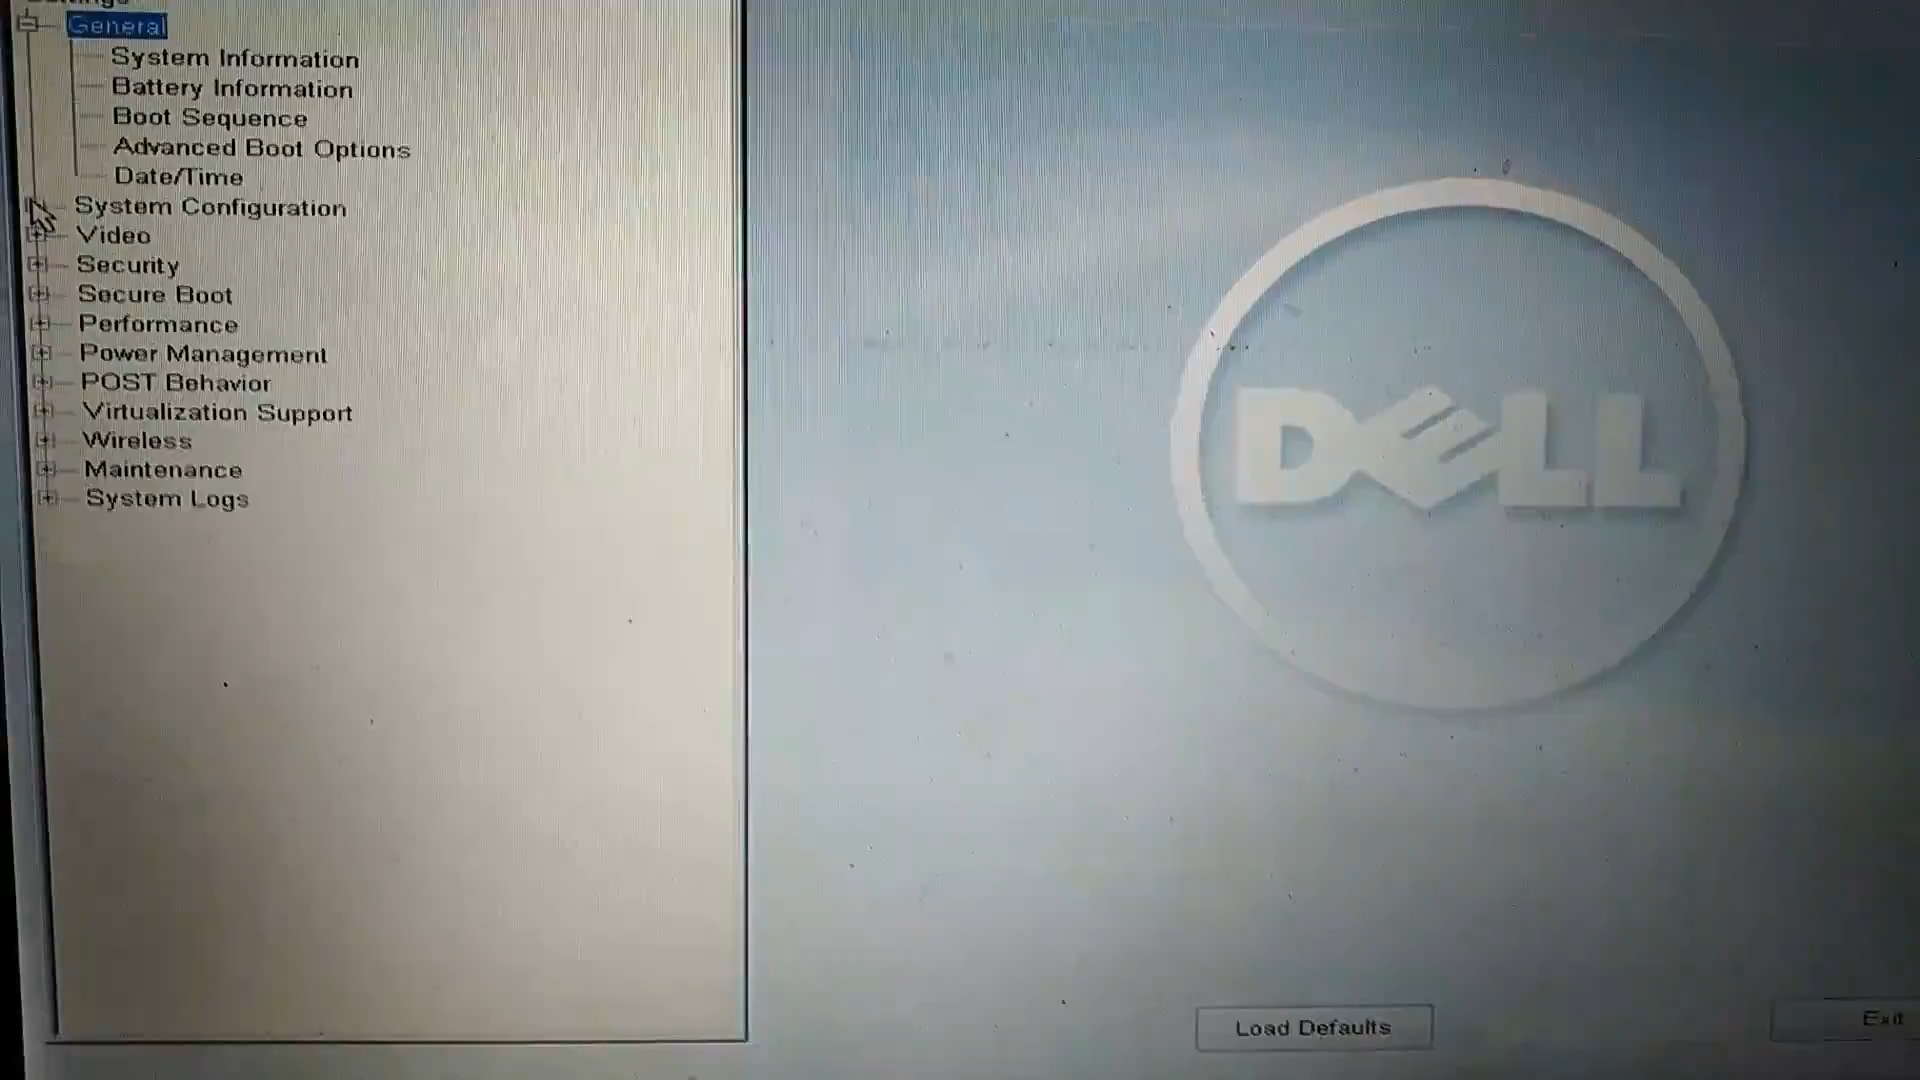 General
System Information
Battery Information
Boot Sequence
Advanced Boot Options
Date/Time
System Configuration
Video
Security
Secure Boot
Performance
Power Management
POST Behavior
Virtualization Support
Wireless
Maintenance
System Logs
DELL
Load Defaults
Exit